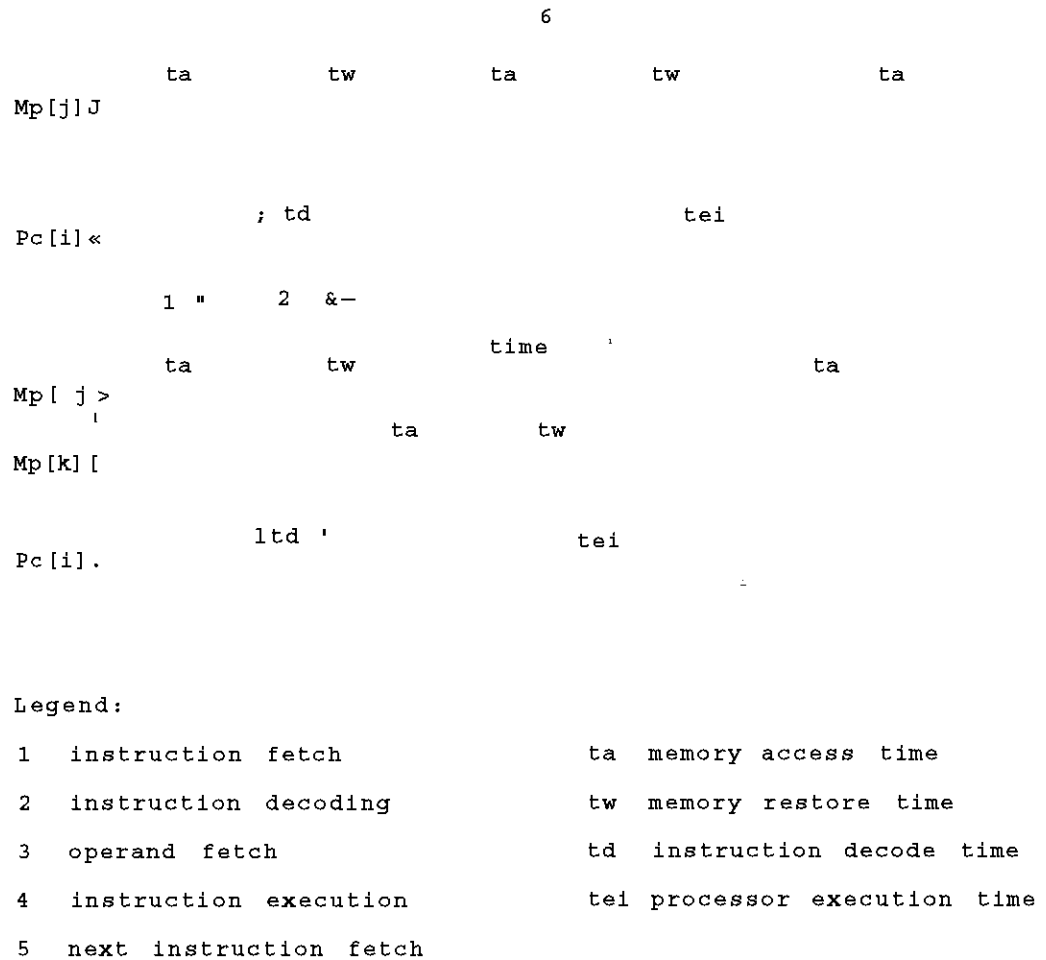 6
ta tw ta tw ta
Mp[j]J
; td tei
Pc[i]«
1 " 2 &—
time '
ta tw ta
Mp[ j >
ta tw
Mp[k] [
ltd ' tei
Pc[i].
Legend:
1 instruction fetch ta memory access time
2 instruction decoding tw memory restore time
3 operand fetch td instruction decode time
4 instruction execution tei processor execution time
5 next instruction fetch